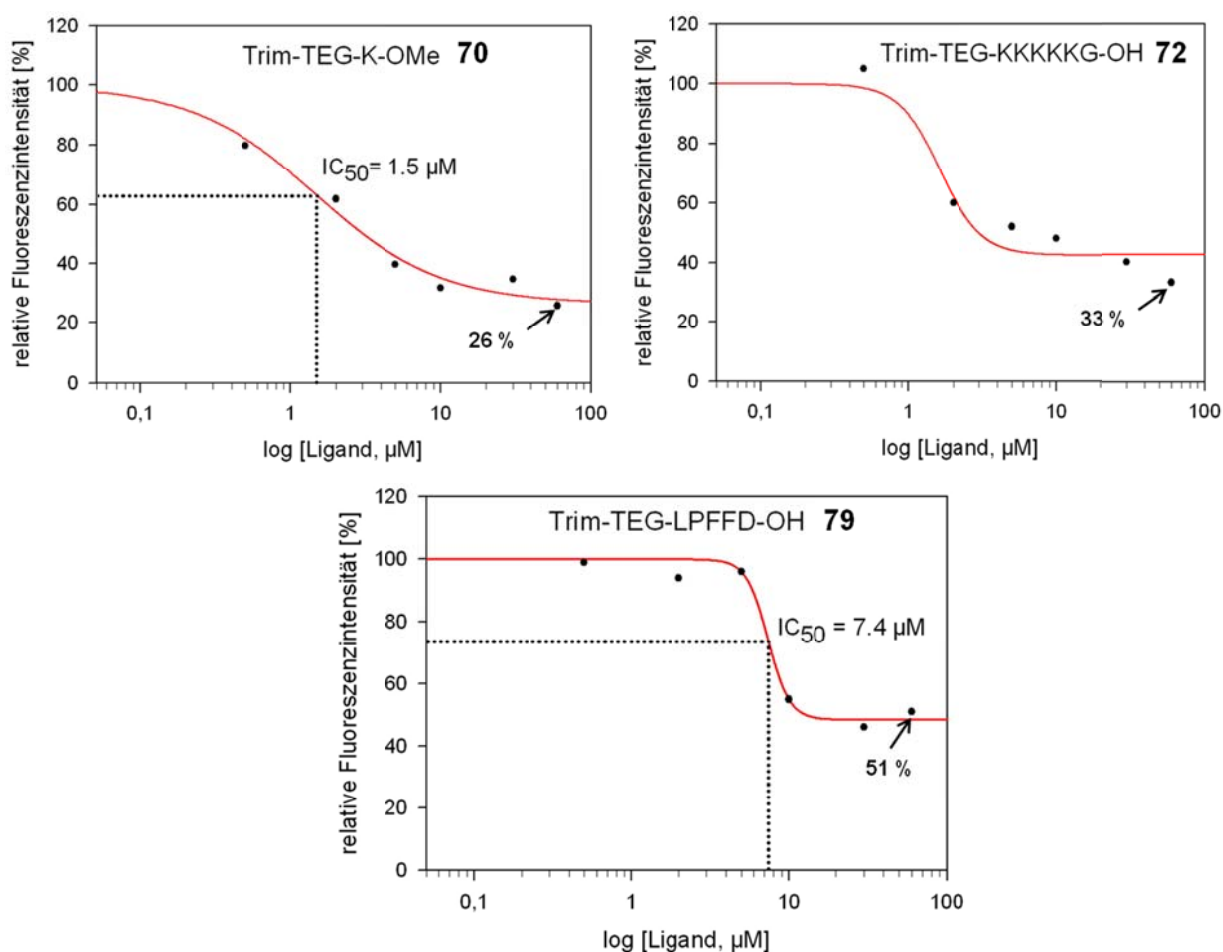 Trim-TEG-K-OMe 70
relative Fluoreszenzintensität [%]
120
100
80
60
40
20
0
IC50= 1.5 µM
26 %
0,1 1 10 100
log [Ligand, µM]
Trim-TEG-KKKKKG-OH 72
relative Fluoreszenzintensität [%]
120
100
80
60
40
20
0
33 %
0,1 1 10 100
log [Ligand, µM]
Trim-TEG-LPFFD-OH 79
relative Fluoreszenzintensität [%]
120
100
80
60
40
20
0
IC50 = 7.4 µM
51 %
0,1 1 10 100
log [Ligand, µM]